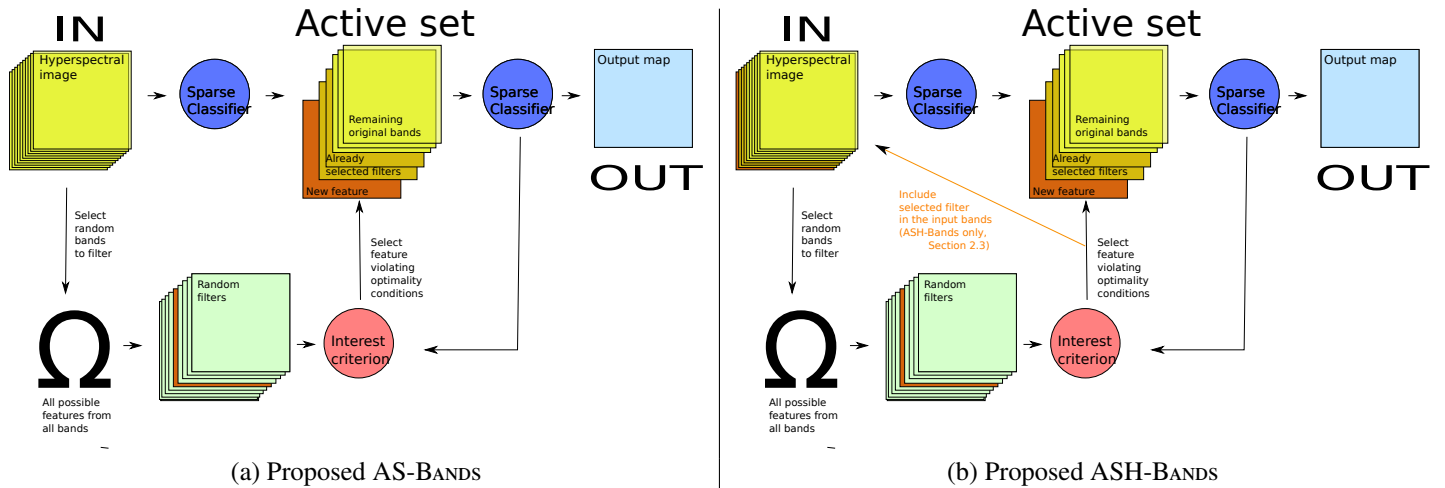 IN
Active set
Hyperspectral
image
Sparse
Classifier
Remaining
original bands
Already
selected filters
New feature
Sparse
Classifier
Output map
OUT
Select
random
bands
to filter
Select
feature
violating
optimality
conditions
Random
filters
Ω
Interest
criterion
All possible
features from
all bands
(a) Proposed AS-BANDS
IN
Active set
Hyperspectral
image
Sparse
Classifier
Remaining
original bands
Already
selected filters
New feature
Sparse
Classifier
Output map
OUT
Include
selected filter
in the input bands
(ASH-Bands only,
Section 2.3)
Select
random
bands
to filter
Select
feature
violating
optimality
conditions
Random
filters
Ω
Interest
criterion
All possible
features from
all bands
(b) Proposed ASH-BANDS